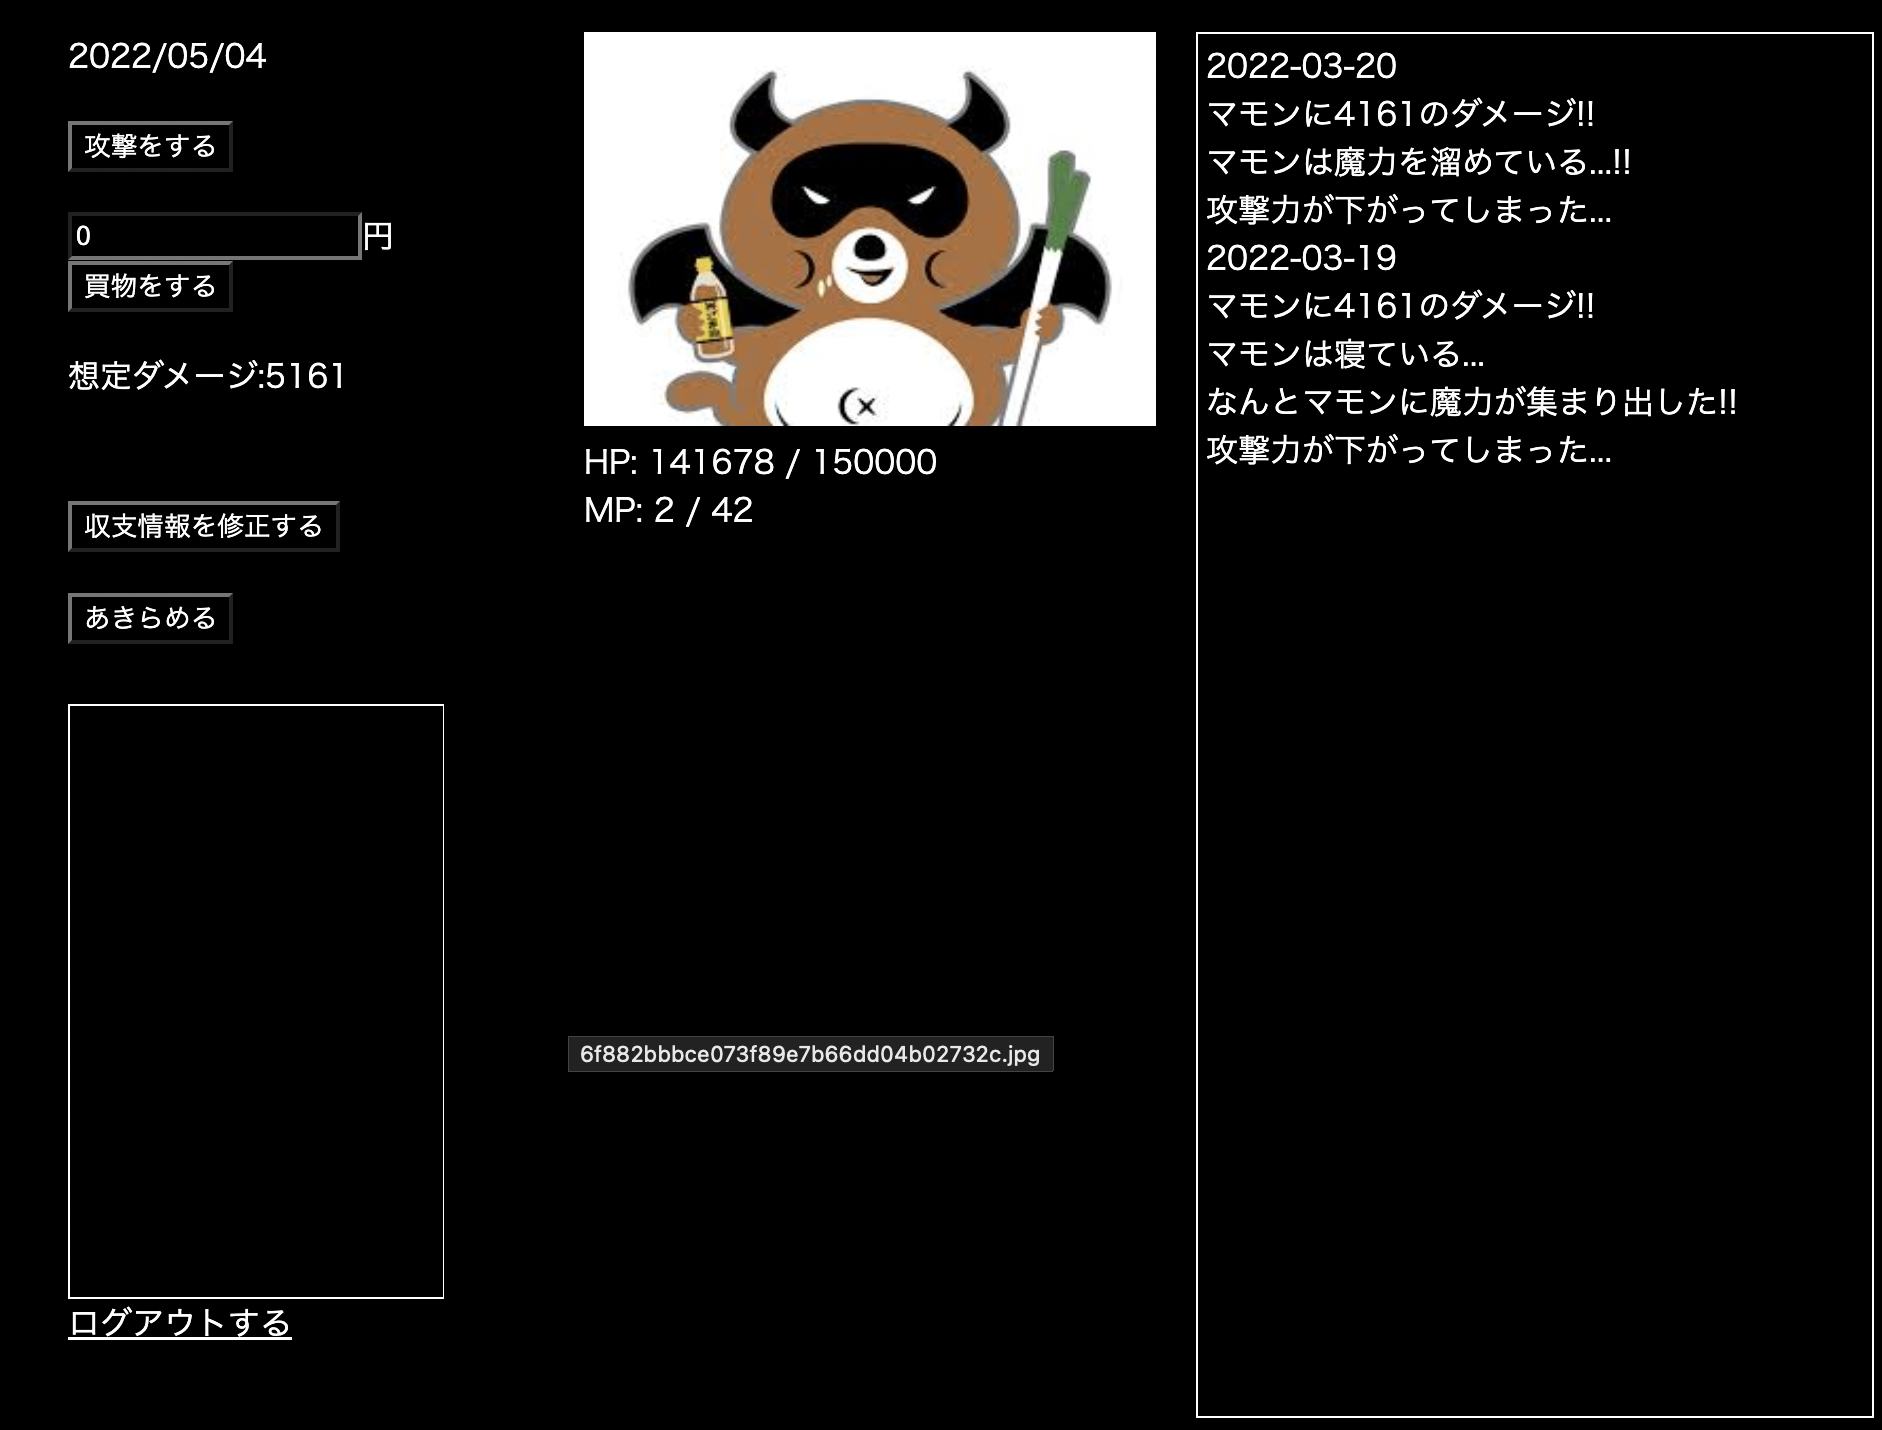 2022/05/04
攻撃をする
0円
買物をする
想定ダメージ:5161
収支情報を修正する
あきらめる
ログアウトする
HP: 141678 / 150000
MP: 2 / 42
6f882bbbce073f89e7b66dd04b02732c.jpg
2022-03-20
マモンに4161のダメージ!!
マモンは魔力を溜めている...!!
攻撃力が下がってしまった...
2022-03-19
マモンに4161のダメージ!!
マモンは寝ている...
なんとマモンに魔力が集まり出した!!
攻撃力が下がってしまった...